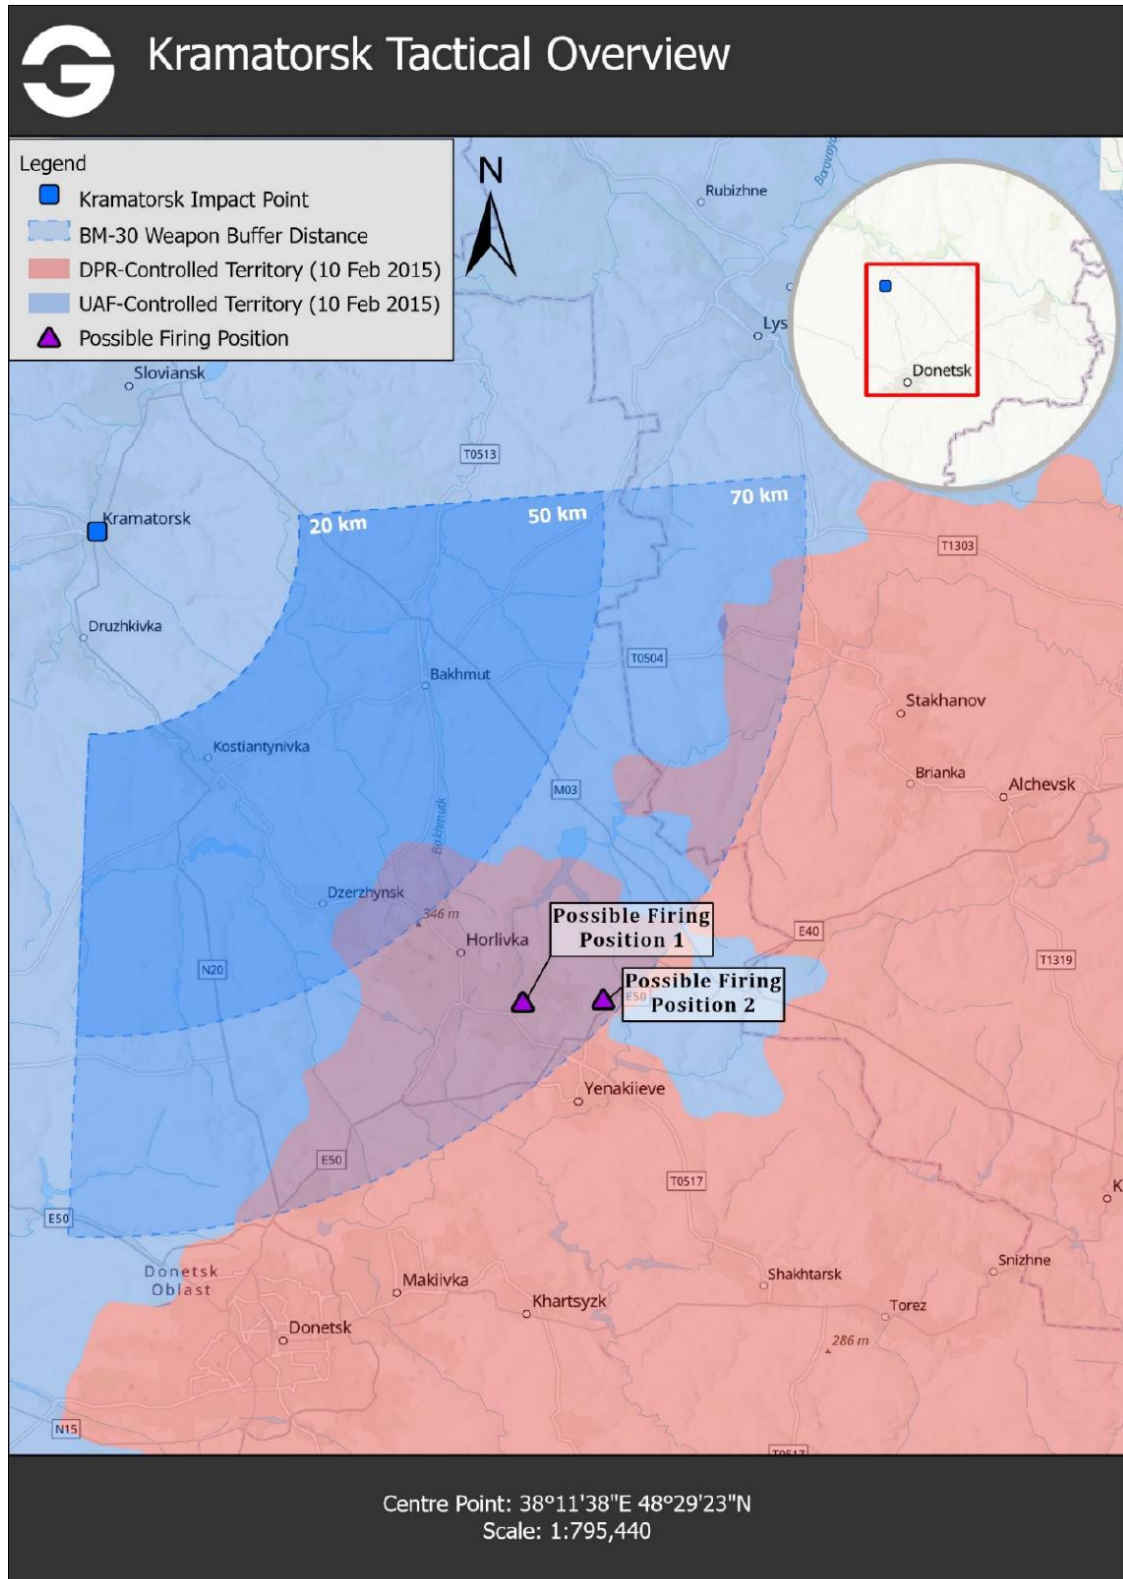 Kramatorsk Tactical Overview
Legend
Kramatorsk Impact Point
BM-30 Weapon Buffer Distance
DPR-Controlled Territory (10 Feb 2015)
UAF-Controlled Territory (10 Feb 2015)
Possible Firing Position
N
Rubizhne
Borovaya
Lys
Donetsk
Sloviansk
T0513
Kramatorsk
20 km
50 km
70 km
T1303
Druzhkivka
T0504
Bakhmut
Stakhanov
Kostiantynivka
Brianka
Alchevsk
M03
Bakhmutk
Dzerzhynsk
346 m
Horlivka
Possible Firing
Position 1
E40
T1319
N20
Possible Firing
Position 2
E50
Yenakiieve
E50
T0517
K
E50
Donetsk
Oblast
Makiivka
Khartsyzk
Shakhtarsk
Snizhne
Torez
Donetsk
286 m
N15
T0517
Centre Point: 38°11'38"E 48°29'23"N
Scale: 1:795,440